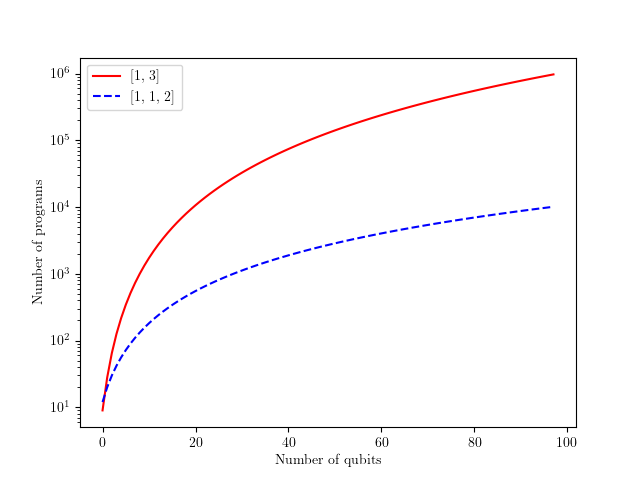 [1, 3]
[1, 1, 2]
10^6
10^5
10^4
10^3
10^2
10^1
Number of programs
0 20 40 60 80 100
Number of qubits